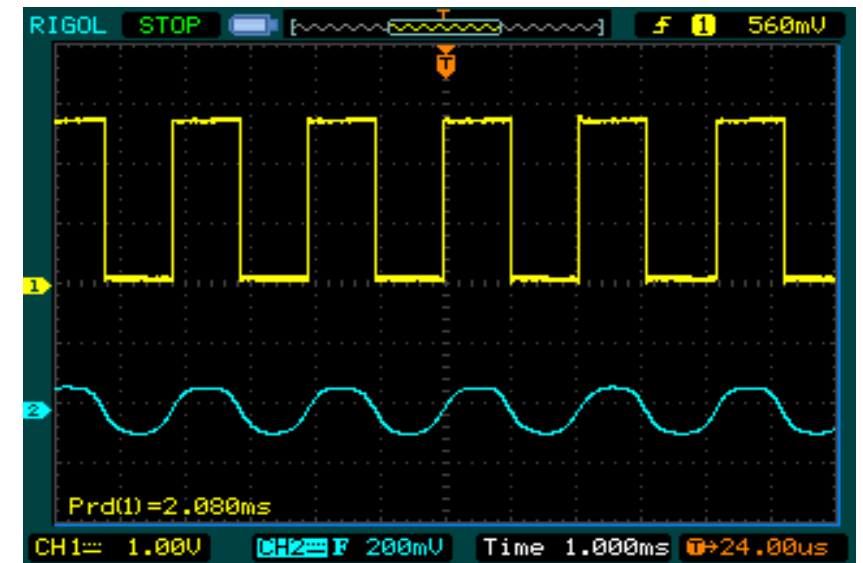 RIGOL STOP T 1 560mV
T
1
2
Prd(1)=2.080ms
CH1 1.00V CH2 F 200mV Time 1.000ms T→24.00us